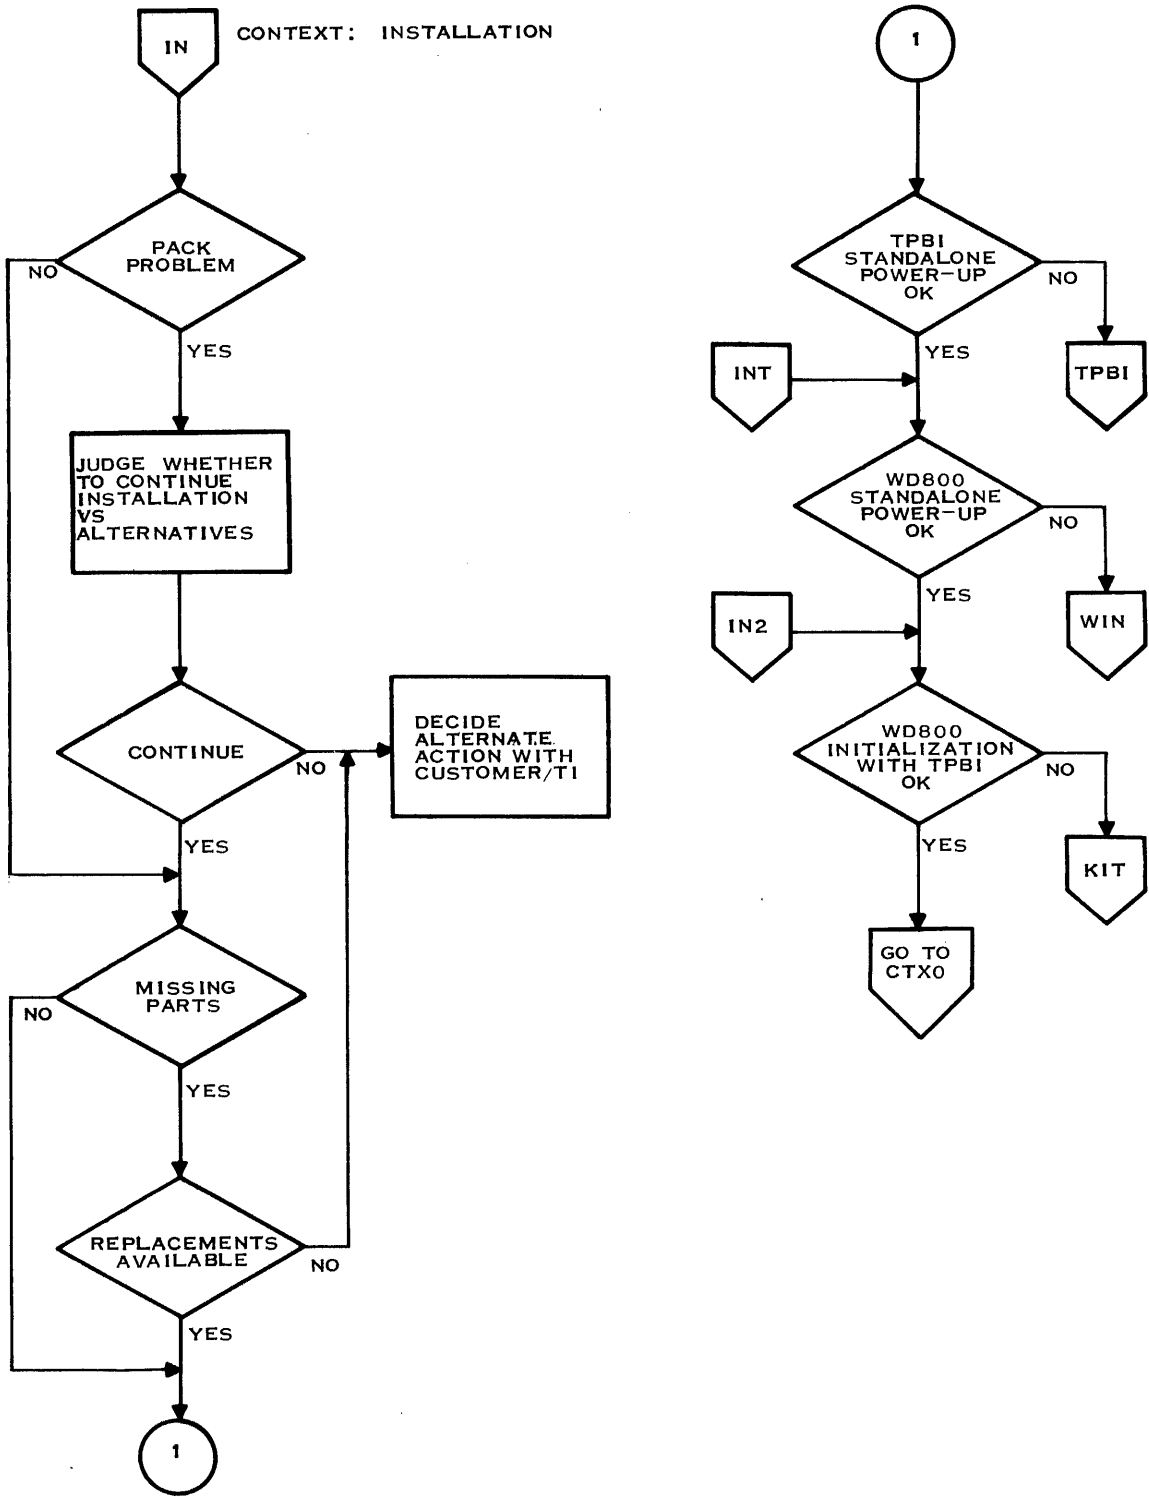 IN
CONTEXT: INSTALLATION
PACK
PROBLEM
NO
YES
JUDGE WHETHER
TO CONTINUE
INSTALLATION
VS
ALTERNATIVES
CONTINUE
NO
DECIDE
ALTERNATE
ACTION WITH
CUSTOMER/TI
YES
MISSING
PARTS
NO
YES
REPLACEMENTS
AVAILABLE
NO
YES
1
1
TPBI
STANDALONE
POWER-UP
OK
NO
YES
INT
TPBI
WD800
STANDALONE
POWER-UP
OK
NO
YES
IN2
WIN
WD800
INITIALIZATION
WITH TPBI
OK
NO
YES
KIT
GO TO
CTX0